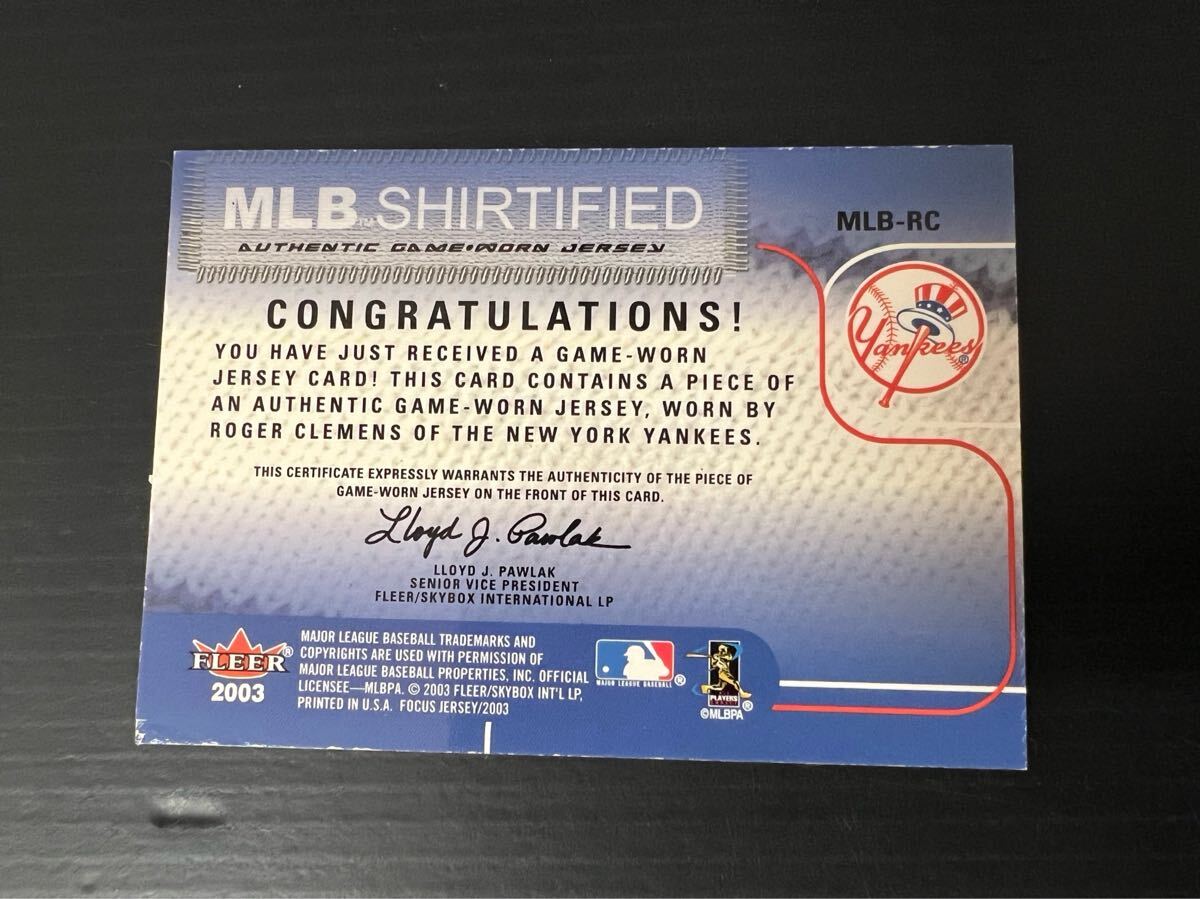 MLB SHIRTIFIED
AUTHENTIC GAME•WORN JERSEY
MLB-RC
Yankees®
CONGRATULATIONS!
YOU HAVE JUST RECEIVED A GAME-WORN
JERSEY CARD! THIS CARD CONTAINS A PIECE OF
AN AUTHENTIC GAME-WORN JERSEY, WORN BY
ROGER CLEMENS OF THE NEW YORK YANKEES.
THIS CERTIFICATE EXPRESSLY WARRANTS THE AUTHENTICITY OF THE PIECE OF
GAME-WORN JERSEY ON THE FRONT OF THIS CARD.
Lloyd J. Pawlak
LLOYD J. PAWLAK
SENIOR VICE PRESIDENT
FLEER/SKYBOX INTERNATIONAL LP
FLEER®
2003
MAJOR LEAGUE BASEBALL TRADEMARKS AND
COPYRIGHTS ARE USED WITH PERMISSION OF
MAJOR LEAGUE BASEBALL PROPERTIES, INC. OFFICIAL
LICENSEE—MLBPA. © 2003 FLEER/SKYBOX INT'L LP,
PRINTED IN U.S.A. FOCUS JERSEY/2003
MAJOR LEAGUE BASEBALL®
PLAYERS
®
©MLBPA